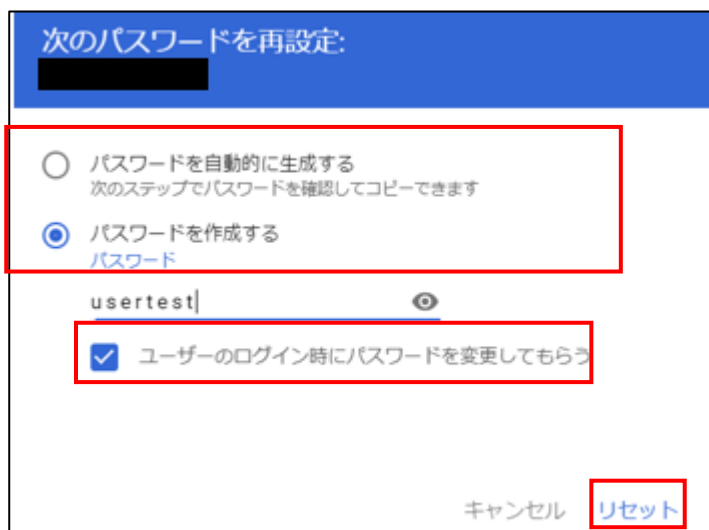 次のパスワードを再設定:
パスワードを自動的に生成する
次のステップでパスワードを確認してコピーできます
パスワードを作成する
パスワード
usertest
ユーザーのログイン時にパスワードを変更してもらう
キャンセル リセット